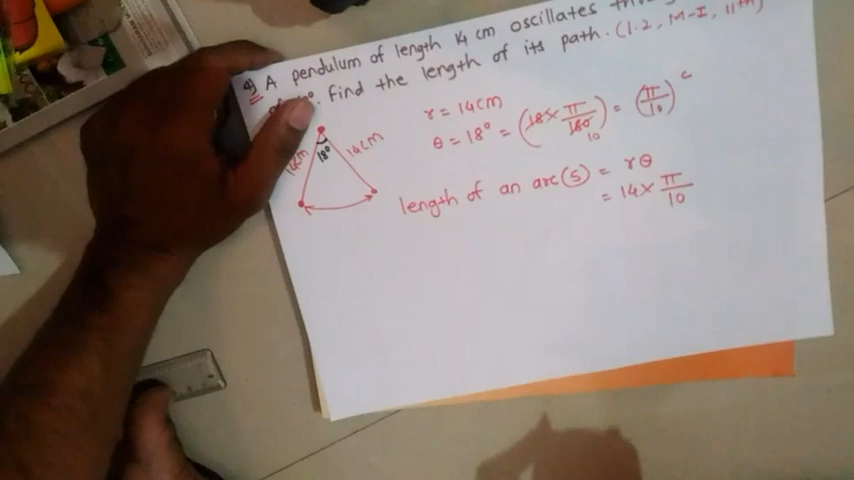 4) A pendulum of length 14 cm oscillates
Find the length of its path. (1.2, M-I, 11th)
r = 14cm
θ = 18° = (18 × π/180 10) = (π/10)ᶜ
14cm 18° 14cm
length of an arc (S) = rθ
= 14 × π/10